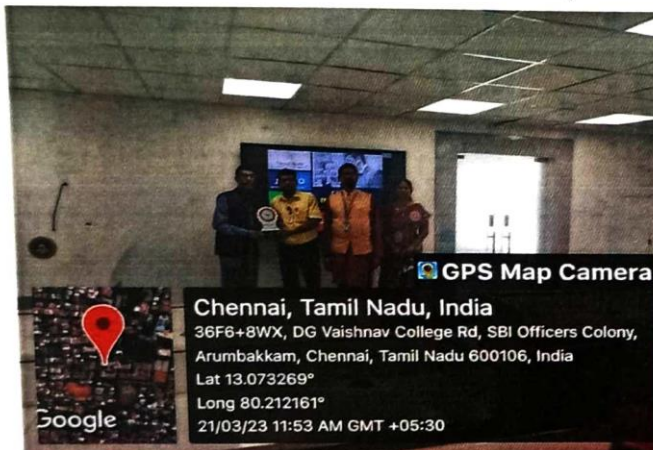 GPS Map Camera
Chennai, Tamil Nadu, India
36F6+8WX, DG Vaishnav College Rd, SBI Officers Colony,
Arumbakkam, Chennai, Tamil Nadu 600106, India
Lat 13.073269°
Long 80.212161°
21/03/23 11:53 AM GMT +05:30
Google